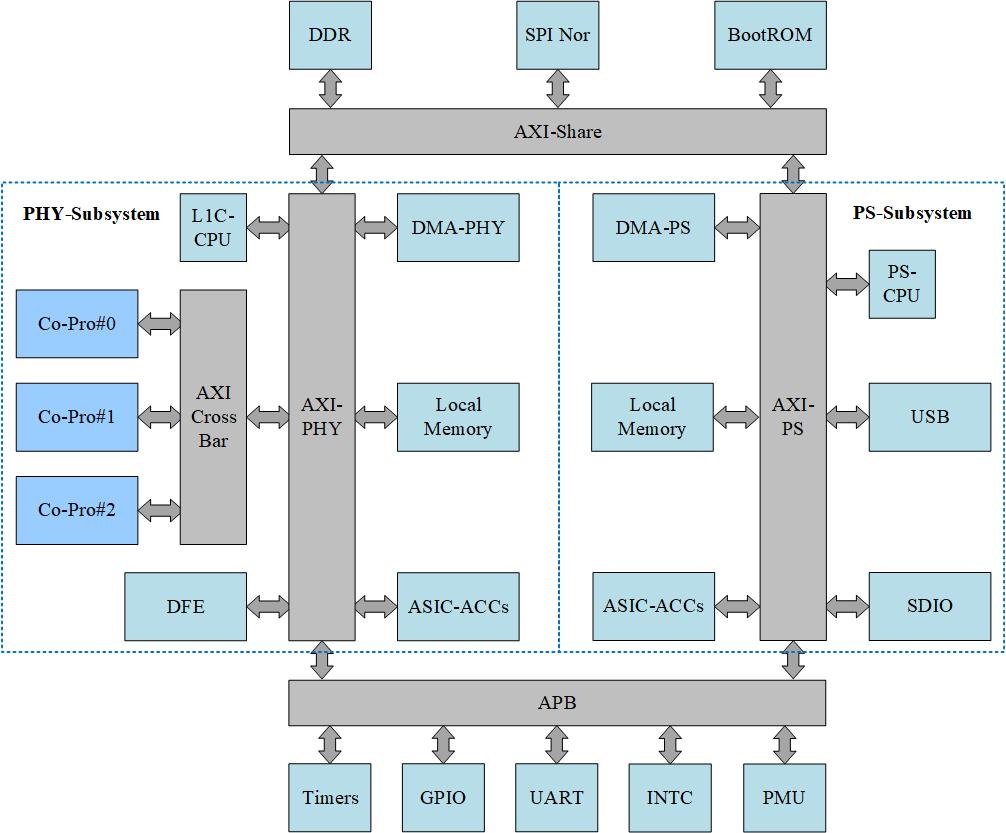 DDR
SPI Nor
BootROM
AXI-Share
PHY-Subsystem
L1C-
CPU
DMA-PHY
DMA-PS
PS-Subsystem
PS-
CPU
Co-Pro#0
Co-Pro#1
Co-Pro#2
AXI
Cross
Bar
AXI-
PHY
Local
Memory
Local
Memory
AXI-
PS
USB
DFE
ASIC-ACCs
ASIC-ACCs
SDIO
APB
Timers
GPIO
UART
INTC
PMU